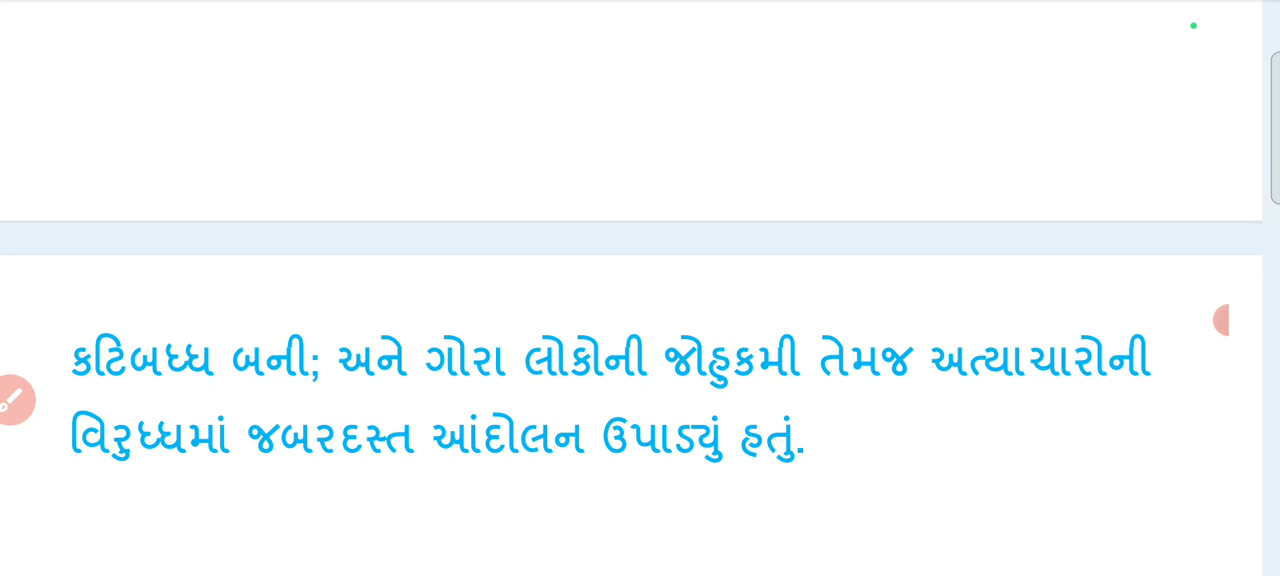 કટિબધ્ધ બની; અને ગોરા લોકોની જોહુકમી તેમજ અત્યાચારોની
વિરુધ્ધમાં જબરદસ્ત આંદોલન ઉપાડ્યું હતું.